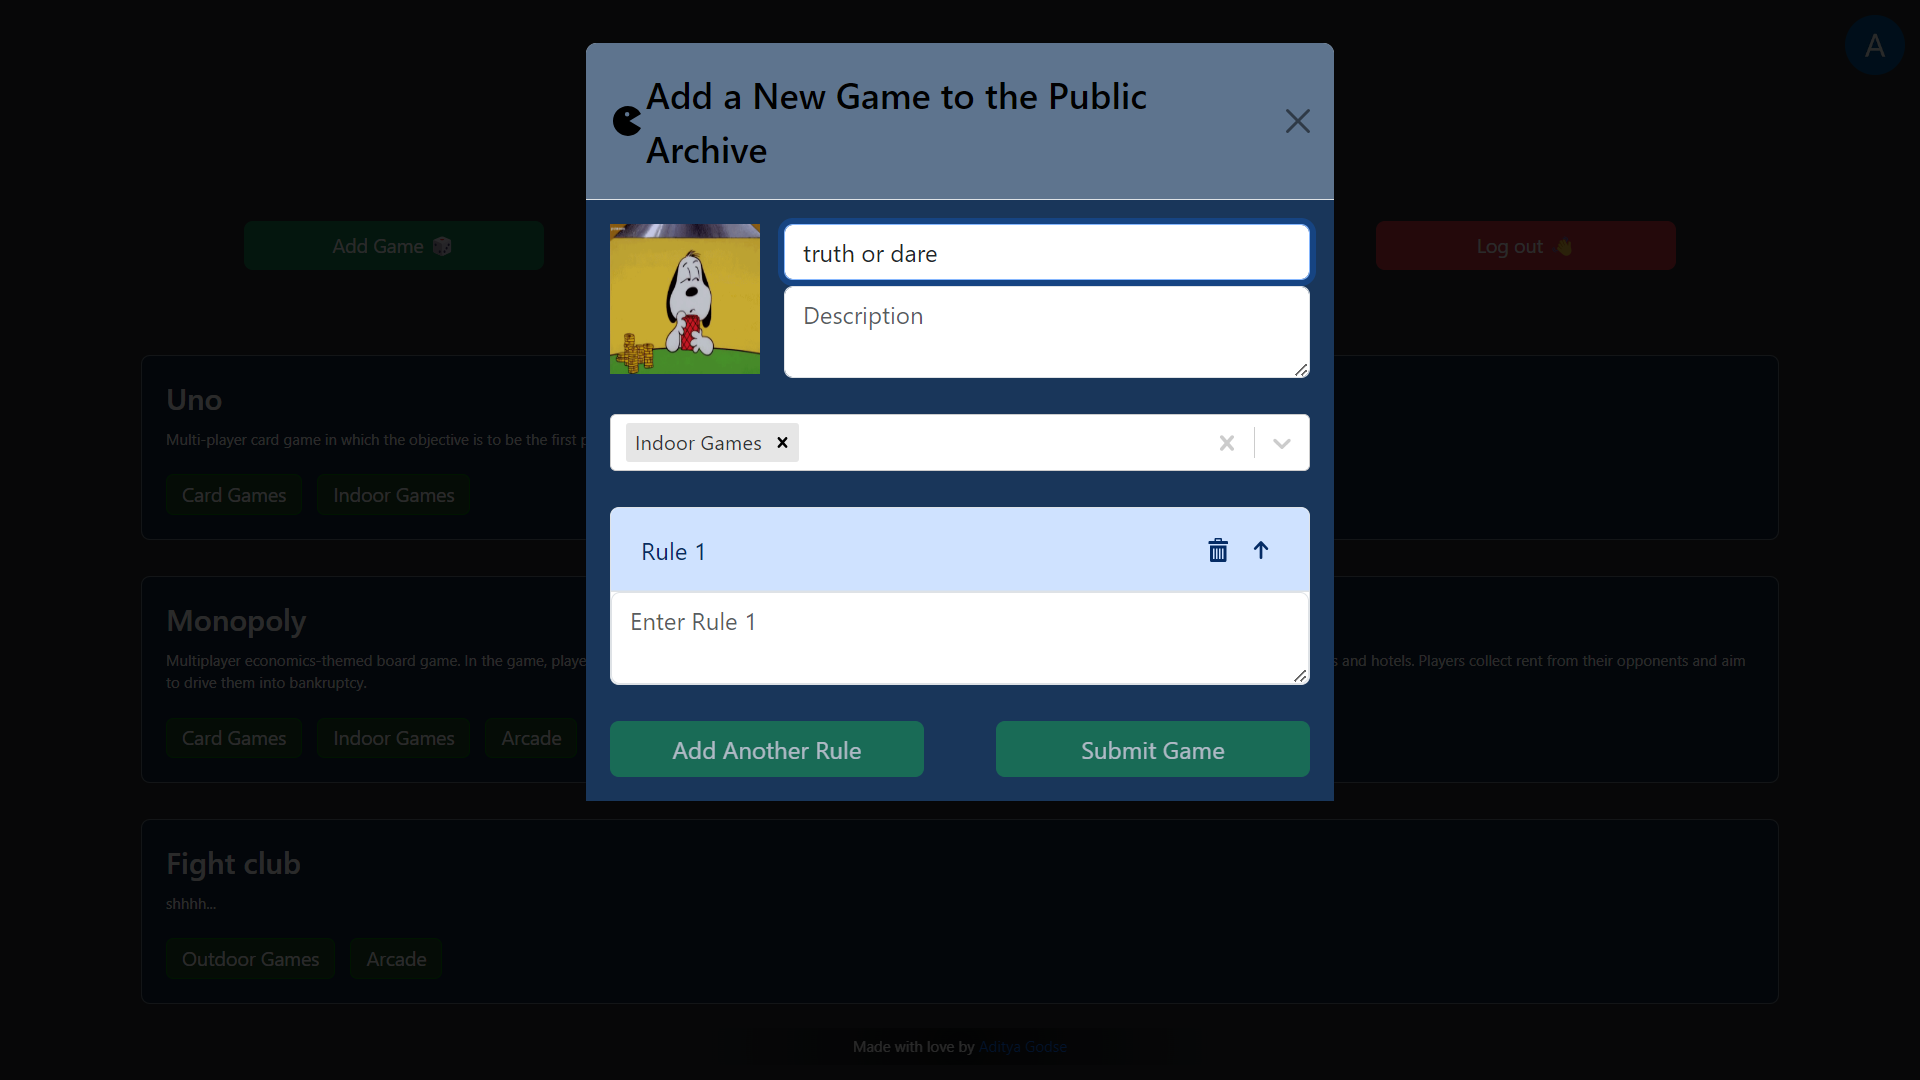 A
Add a New Game to the Public
Archive
Add Game
Log out
truth or dare
Description
Uno
Multi-player card game in which the objective is to be the first
Indoor Games
Card Games
Indoor Games
Rule 1
Enter Rule 1
Monopoly
Multiplayer economics-themed board game. In the game, playe
s and hotels. Players collect rent from their opponents and aim
to drive them into bankruptcy.
Card Games
Indoor Games
Arcade
Add Another Rule
Submit Game
Fight club
shhhh...
Outdoor Games
Arcade
Made with love by Aditya Godse